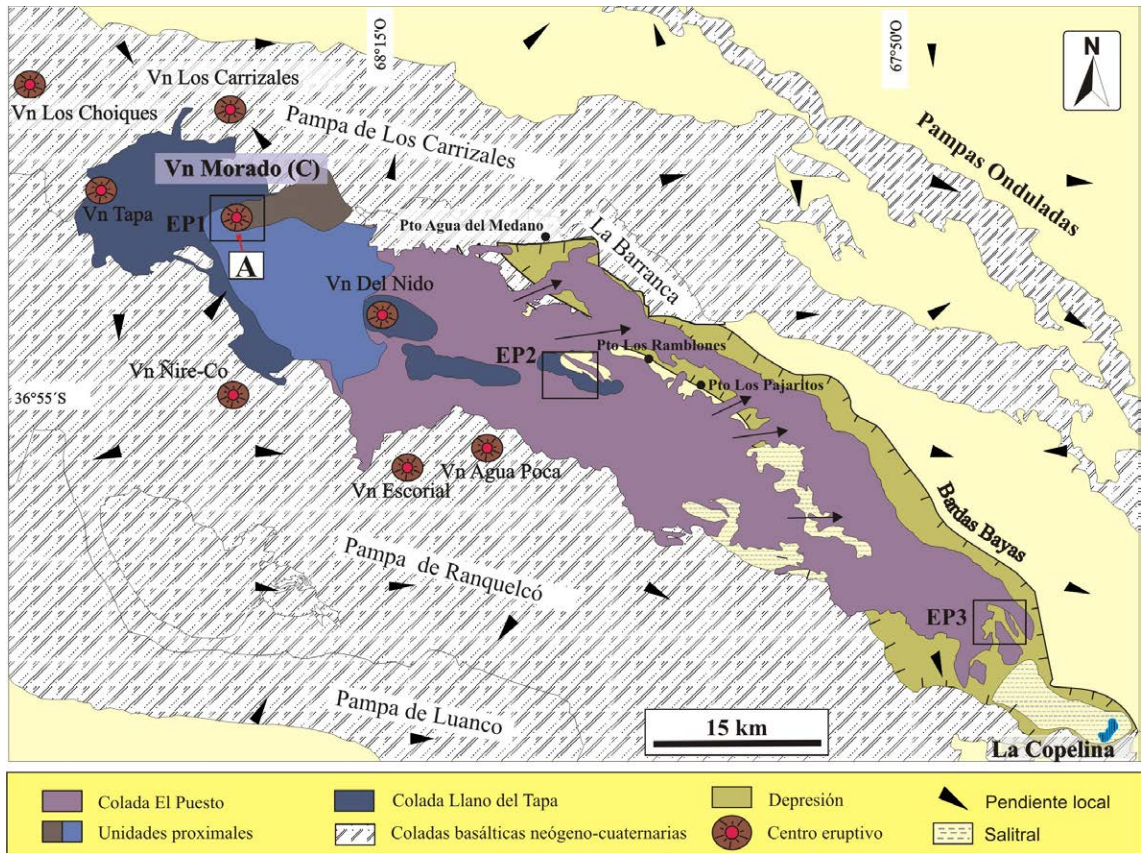 68°15´O
67°50´O
N
Vn Los Carrizales
Vn Los Choiques
Pampa de Los Carrizales
Pampas Onduladas
Vn Morado (C)
Vn Tapa
EP1
A
Pto Agua del Medano
La Barranca
Vn Del Nido
EP2
Pto Los Ramblones
Pto Los Pajaritos
Vn Ñire-Co
36°55´S
Vn Agua Poca
Vn Escorial
Bardas Bayas
Pampa de Ranquelcó
EP3
Pampa de Luanco
15 km
La Copelina
Colada El Puesto
Colada Llano del Tapa
Depresión
Pendiente local
Unidades proximales
Coladas basálticas neógeno-cuaternarias
Centro eruptivo
Salitral